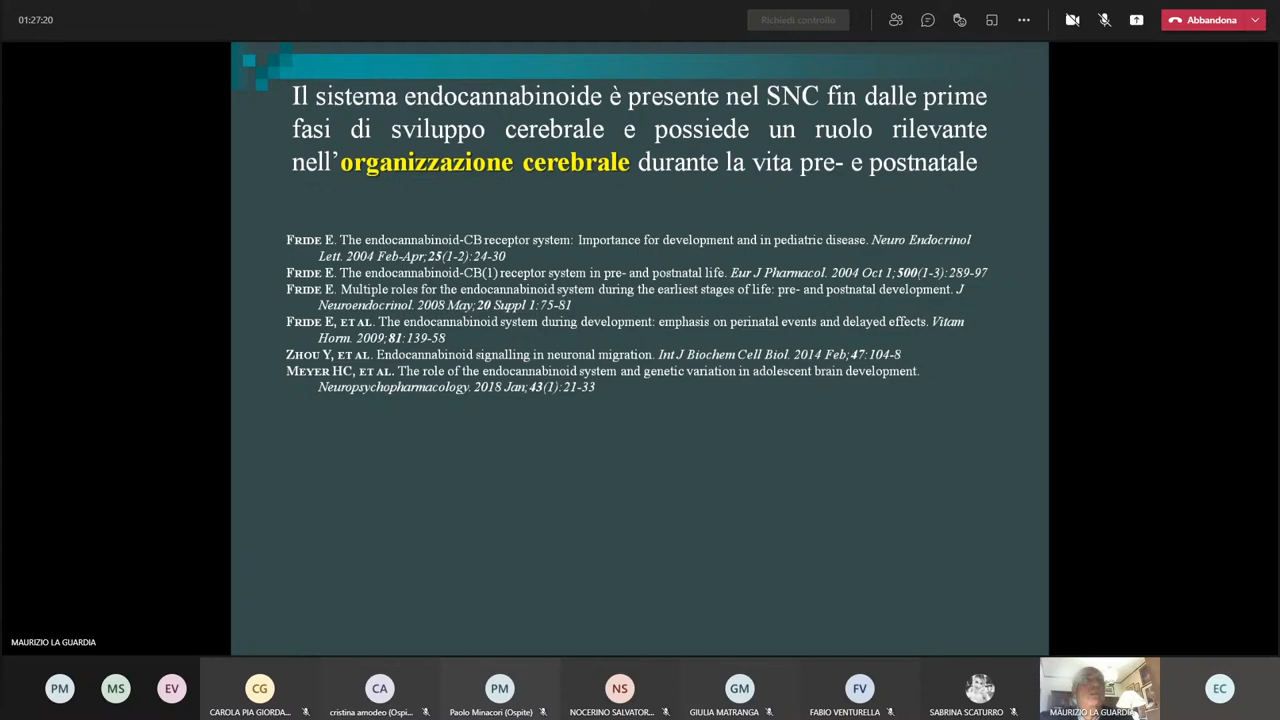 01:27:20
Richiedi controllo
Abbandona
Il sistema endocannabinoide è presente nel SNC fin dalle prime
fasi di sviluppo cerebrale e possiede un ruolo rilevante
nell'organizzazione cerebrale durante la vita pre- e postnatale
FRIDE E. The endocannabinoid-CB receptor system: Importance for development and in pediatric disease. Neuro Endocrinol
Lett. 2004 Feb-Apr;25(1-2):24-30
FRIDE E. The endocannabinoid-CB(1) receptor system in pre- and postnatal life. Eur J Pharmacol. 2004 Oct 1;500(1-3):289-97
FRIDE E. Multiple roles for the endocannabinoid system during the earliest stages of life: pre- and postnatal development. J
Neuroendocrinol. 2008 May;20 Suppl 1:75-81
FRIDE E, ET AL. The endocannabinoid system during development: emphasis on perinatal events and delayed effects. Vitam
Horm. 2009;81:139-58
ZHOU Y, ET AL. Endocannabinoid signalling in neuronal migration. Int J Biochem Cell Biol. 2014 Feb;47:104-8
MEYER HC, ET AL. The role of the endocannabinoid system and genetic variation in adolescent brain development.
Neuropsychopharmacology. 2018 Jan;43(1):21-33
MAURIZIO LA GUARDIA
PM MS EV CG CA PM NS GM FV EC
CAROLA PIA GIORDA... cristina amodeo (Ospi... Paolo Minacori (Ospite) NOCERINO SALVATOR... GIULIA MATRANGA FABIO VENTURELLA SABRINA SCATURRO MAURIZIO LA GUARDIA